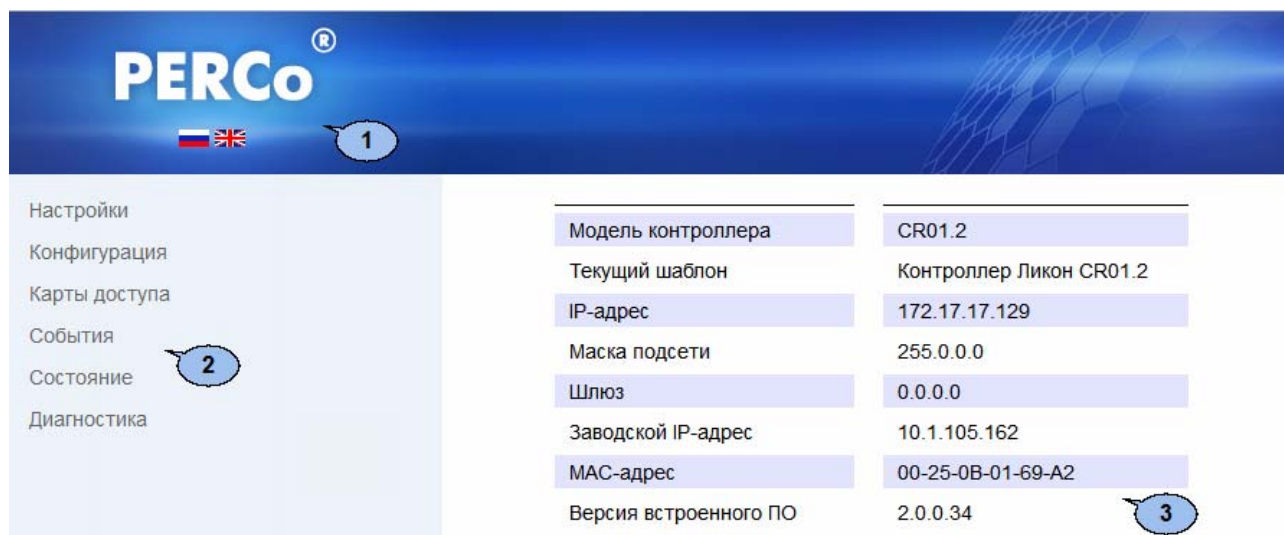 PERCo®
1
Настройки
Конфигурация
Карты доступа
События
2
Состояние
Диагностика
Модель контроллера CR01.2
Текущий шаблон Контроллер Ликон CR01.2
IP-адрес 172.17.17.129
Маска подсети 255.0.0.0
Шлюз 0.0.0.0
Заводской IP-адрес 10.1.105.162
MAC-адрес 00-25-0B-01-69-A2
Версия встроенного ПО 2.0.0.34
3